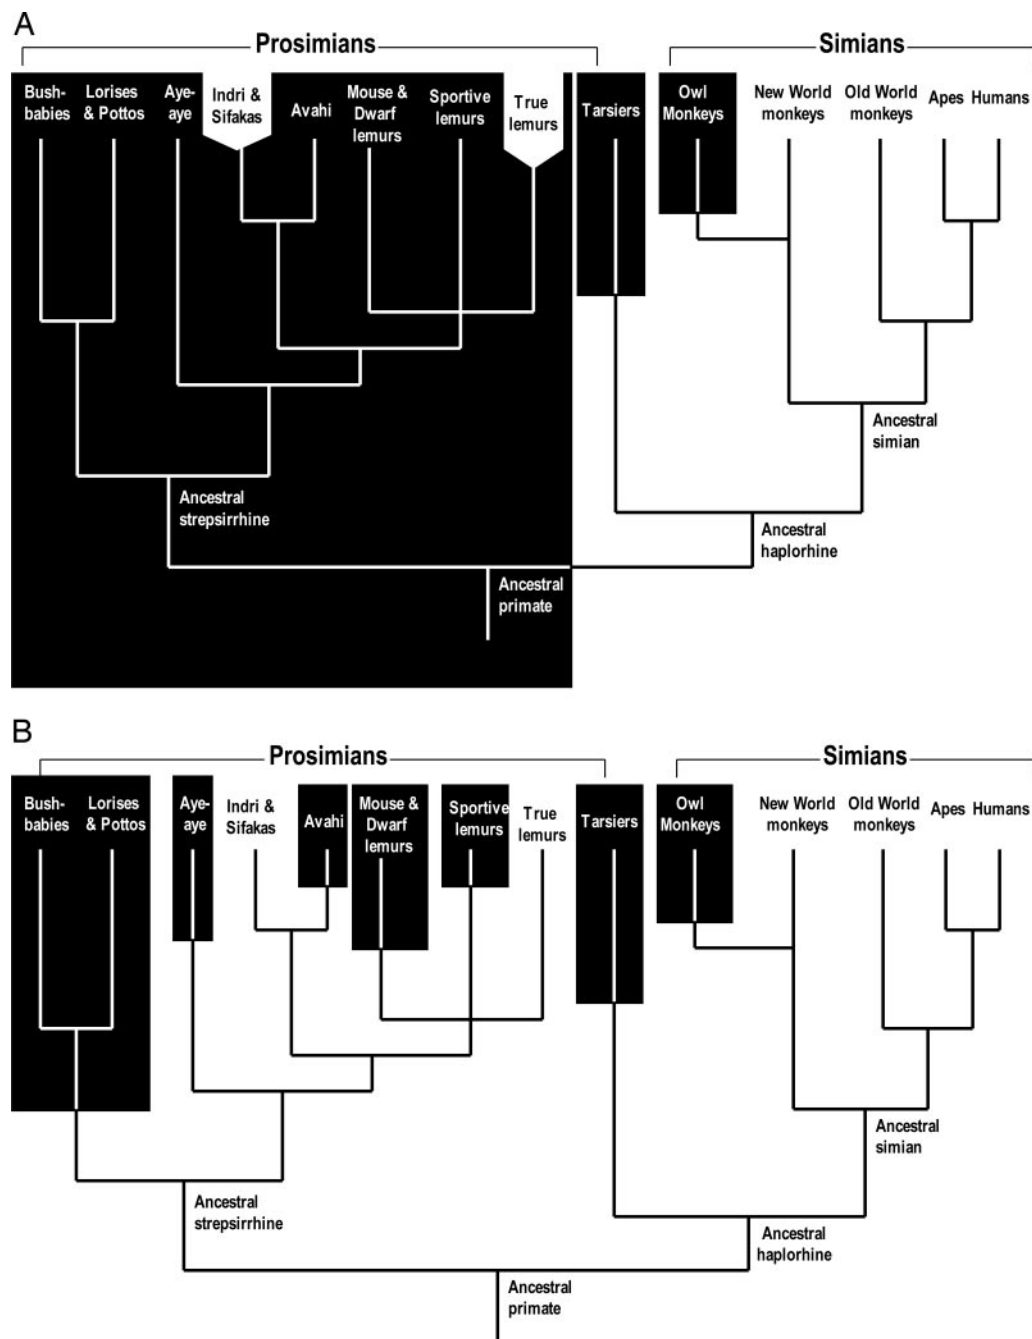 A
Prosimians
Simians
Bush-
babies
Lorises
& Pottos
Aye-
aye
Indri &
Sifakas
Avahi
Mouse &
Dwarf
lemurs
Sportive
lemurs
True
lemurs
Tarsiers
Owl
Monkeys
New World
monkeys
Old World
monkeys
Apes Humans
Ancestral
simian
Ancestral
strepsirrhine
Ancestral
haplorhine
Ancestral
primate
B
Prosimians
Simians
Bush-
babies
Lorises
& Pottos
Aye-
aye
Indri &
Sifakas
Avahi
Mouse &
Dwarf
lemurs
Sportive
lemurs
True
lemurs
Tarsiers
Owl
Monkeys
New World
monkeys
Old World
monkeys
Apes Humans
Ancestral
simian
Ancestral
strepsirrhine
Ancestral
haplorhine
Ancestral
primate